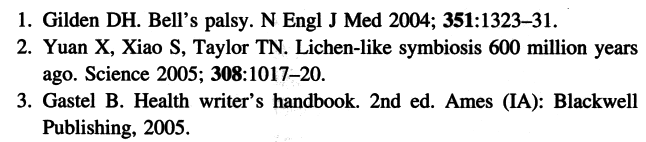 1. Gilden DH. Bell's palsy. N Engl J Med 2004; 351:1323–31.
2. Yuan X, Xiao S, Taylor TN. Lichen-like symbiosis 600 million years
ago. Science 2005; 308:1017–20.
3. Gastel B. Health writer's handbook. 2nd ed. Ames (IA): Blackwell
Publishing, 2005.